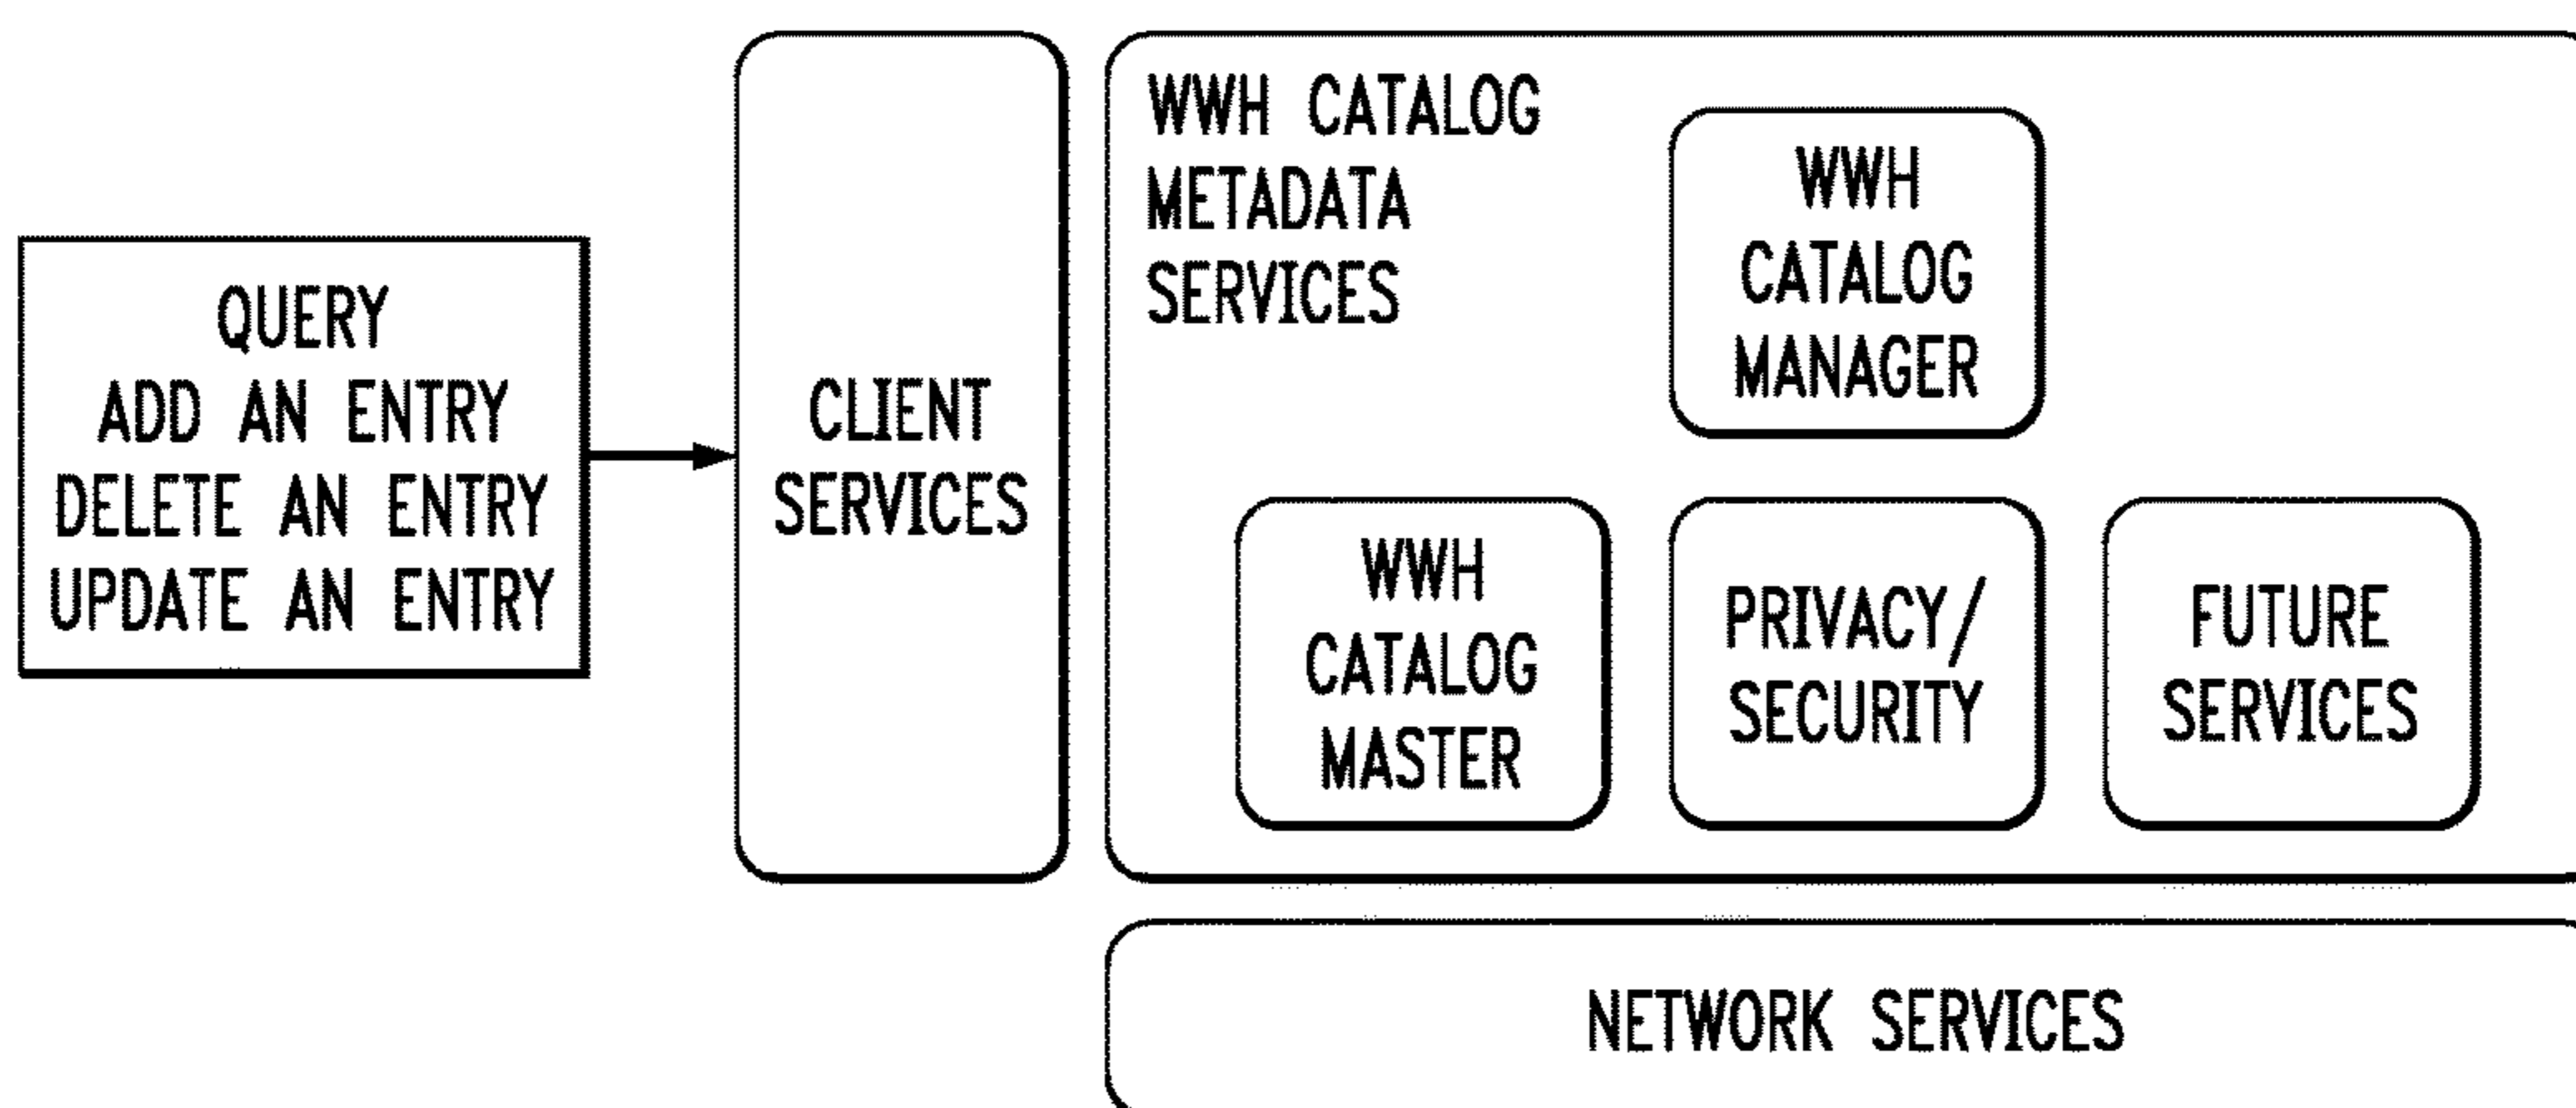 QUERY
ADD AN ENTRY
DELETE AN ENTRY
UPDATE AN ENTRY
CLIENT
SERVICES
WWH CATALOG
METADATA
SERVICES
WWH
CATALOG
MANAGER
WWH
CATALOG
MASTER
PRIVACY/
SECURITY
FUTURE
SERVICES
NETWORK SERVICES